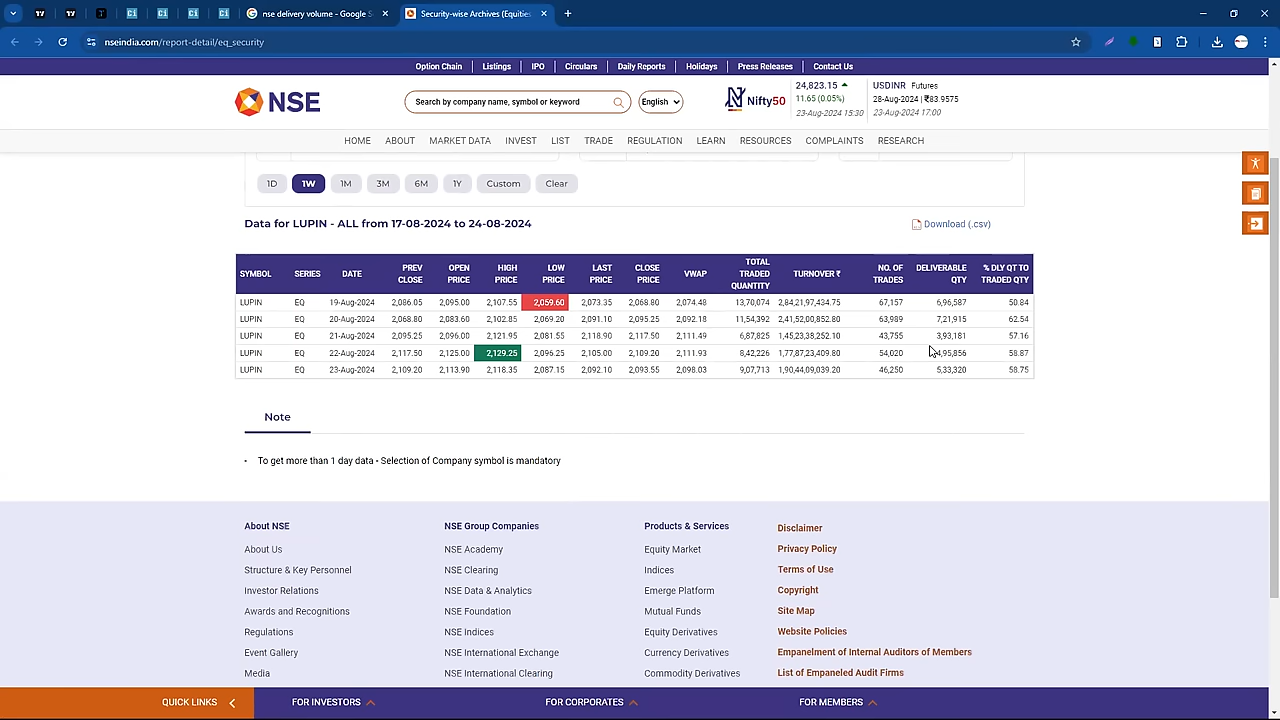 nse delivery volume - Google S
Security-wise Archives (Equities
nseindia.com/report-detail/eq_security
Option Chain | Listings | IPO | Circulars | Daily Reports | Holidays | Press Releases | Contact Us
NSE
Search by company name, symbol or keyword
English
Nifty50
24,823.15
11.65 (0.05%)
23-Aug-2024 15:30
USDINR Futures
28-Aug-2024 | ₹83.9575
23-Aug-2024 17:00
HOME ABOUT MARKET DATA INVEST LIST TRADE REGULATION LEARN RESOURCES COMPLAINTS RESEARCH
1D 1W 1M 3M 6M 1Y Custom Clear
Data for LUPIN - ALL from 17-08-2024 to 24-08-2024
Download (.csv)
SYMBOL SERIES DATE PREV CLOSE OPEN PRICE HIGH PRICE LOW PRICE LAST PRICE CLOSE PRICE VWAP TOTAL TRADED QUANTITY TURNOVER ₹ NO. OF TRADES DELIVERABLE QTY % DLY QT TO TRADED QTY
LUPIN EQ 19-Aug-2024 2,086.05 2,095.00 2,107.55 2,059.60 2,073.35 2,068.80 2,074.48 13,70,074 2,84,21,97,434.75 67,157 6,96,587 50.84
LUPIN EQ 20-Aug-2024 2,068.80 2,083.60 2,102.85 2,069.20 2,091.10 2,095.25 2,092.18 11,54,392 2,41,52,00,852.80 63,989 7,21,915 62.54
LUPIN EQ 21-Aug-2024 2,095.25 2,096.00 2,121.95 2,081.55 2,118.90 2,117.50 2,111.49 6,87,825 1,45,23,38,252.10 43,755 3,93,181 57.16
LUPIN EQ 22-Aug-2024 2,117.50 2,125.00 2,129.25 2,096.25 2,105.00 2,109.20 2,111.93 8,42,226 1,77,87,23,409.80 54,020 4,95,856 58.87
LUPIN EQ 23-Aug-2024 2,109.20 2,113.90 2,118.35 2,087.15 2,092.10 2,093.55 2,098.03 9,07,713 1,90,44,09,039.20 46,250 5,33,320 58.75
Note
• To get more than 1 day data - Selection of Company symbol is mandatory
About NSE NSE Group Companies Products & Services Disclaimer
About Us NSE Academy Equity Market Privacy Policy
Structure & Key Personnel NSE Clearing Indices Terms of Use
Investor Relations NSE Data & Analytics Emerge Platform Copyright
Awards and Recognitions NSE Foundation Mutual Funds Site Map
Regulations NSE Indices Equity Derivatives Website Policies
Event Gallery NSE International Exchange Currency Derivatives Empanelment of Internal Auditors of Members
Media NSE International Clearing Commodity Derivatives List of Empaneled Audit Firms
QUICK LINKS FOR INVESTORS FOR CORPORATES FOR MEMBERS